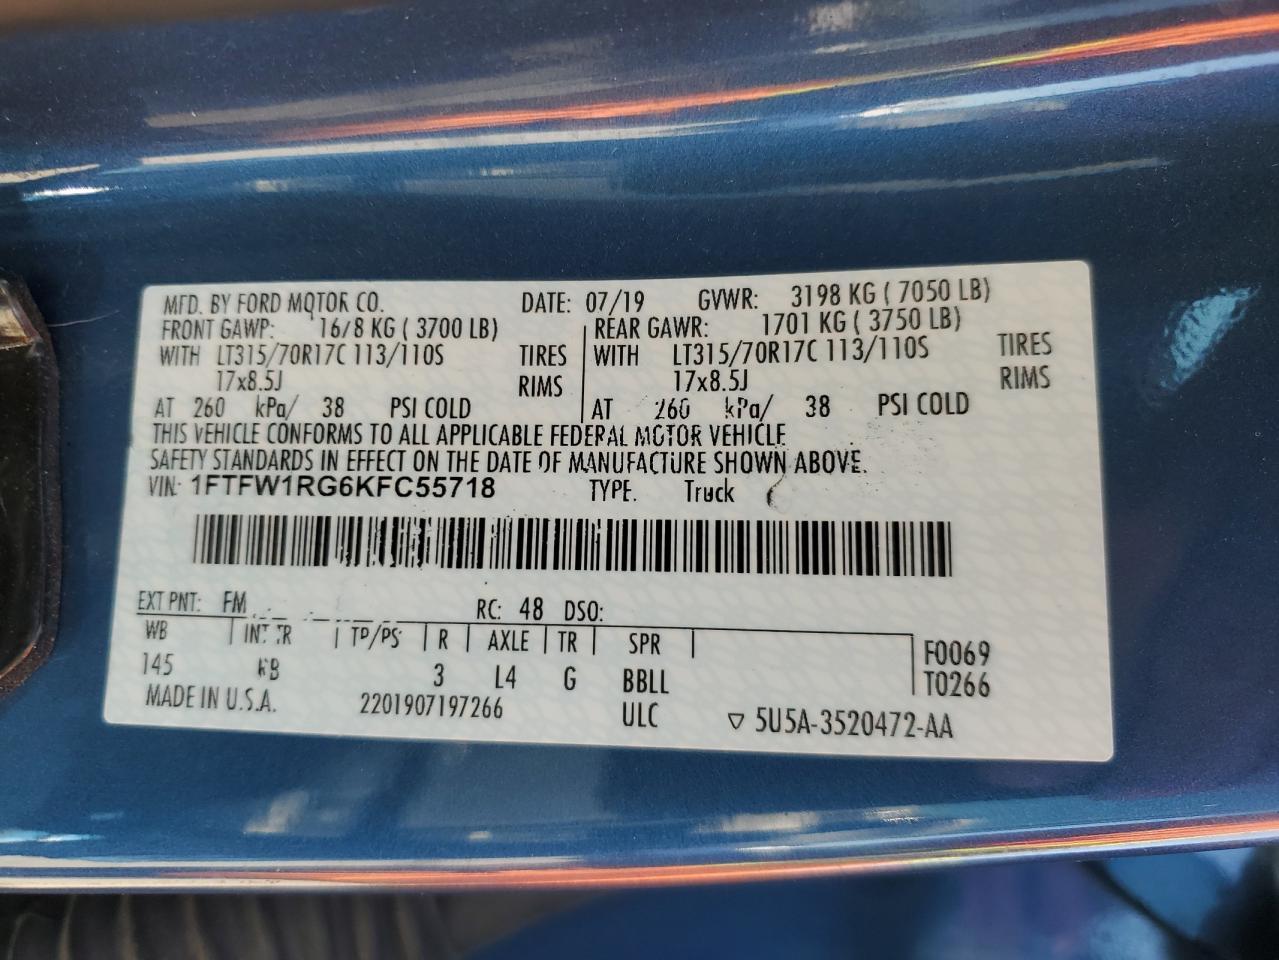 MFD. BY FORD MOTOR CO. DATE: 07/19 GVWR: 3198 KG ( 7050 LB)
FRONT GAWR: 1678 KG ( 3700 LB) REAR GAWR: 1701 KG ( 3750 LB)
WITH LT315/70R17C 113/110S TIRES WITH LT315/70R17C 113/110S TIRES
17x8.5J RIMS 17x8.5J RIMS
AT 260 kPa/ 38 PSI COLD AT 260 kPa/ 38 PSI COLD
THIS VEHICLE CONFORMS TO ALL APPLICABLE FEDERAL MOTOR VEHICLE
SAFETY STANDARDS IN EFFECT ON THE DATE OF MANUFACTURE SHOWN ABOVE.
VIN: 1FTFW1RG6KFC55718 TYPE: Truck
EXT PNT: FM RC: 48 DSO:
WB INT TR TP/PS R AXLE TR SPR F0069
145 KB 3 L4 G BBLL T0266
MADE IN U.S.A. 2201907197266 ULC ▽ 5U5A-3520472-AA